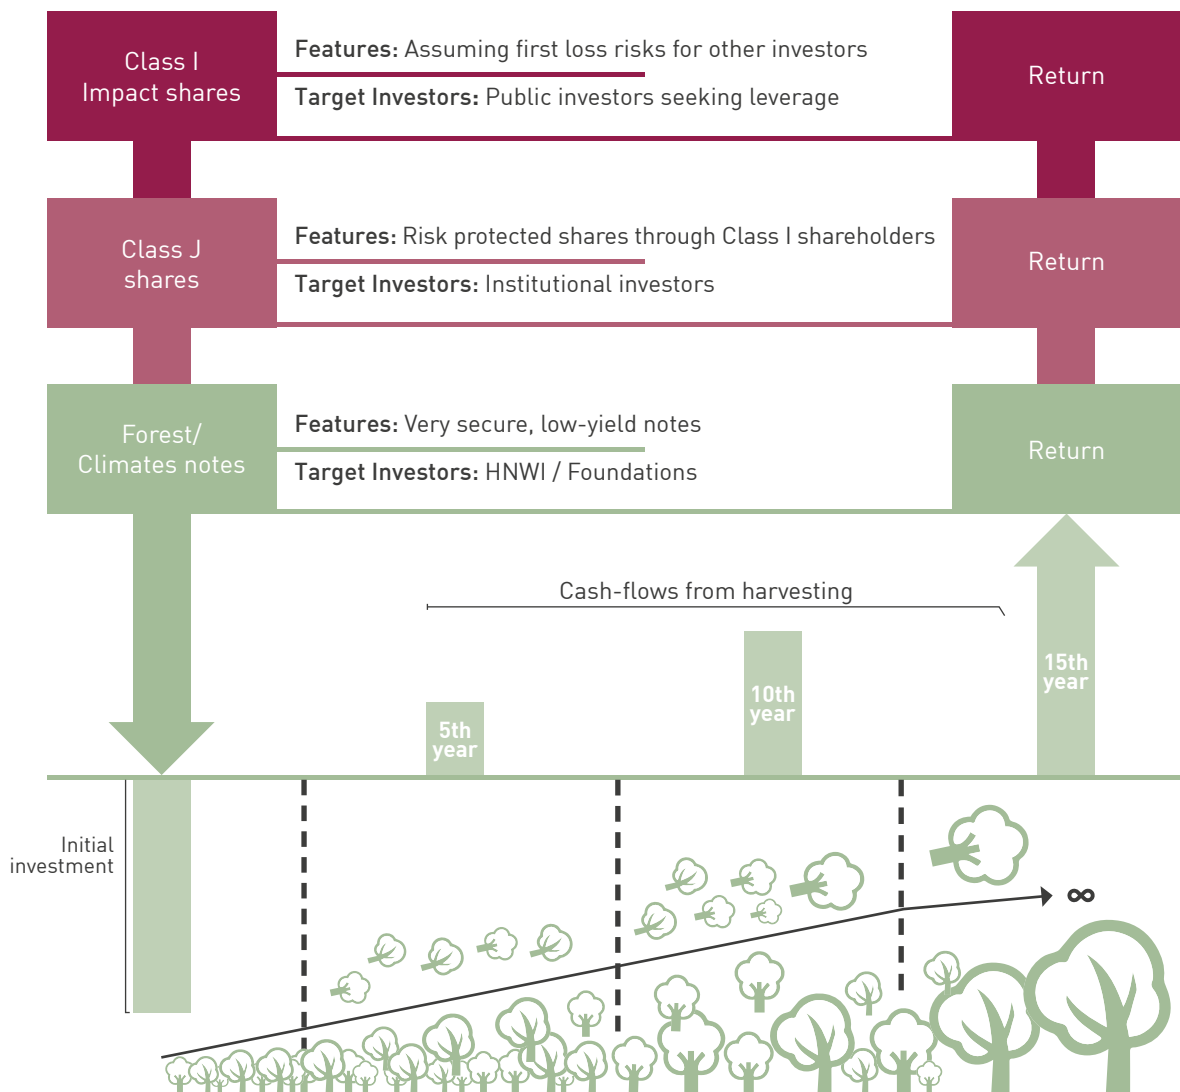 Class I
Impact shares
Features: Assuming first loss risks for other investors
Target Investors: Public investors seeking leverage
Return
Class J
shares
Features: Risk protected shares through Class I shareholders
Target Investors: Institutional investors
Return
Forest/
Climates notes
Features: Very secure, low-yield notes
Target Investors: HNWI / Foundations
Return
Cash-flows from harvesting
5th
year
10th
year
15th
year
Initial
investment
∞